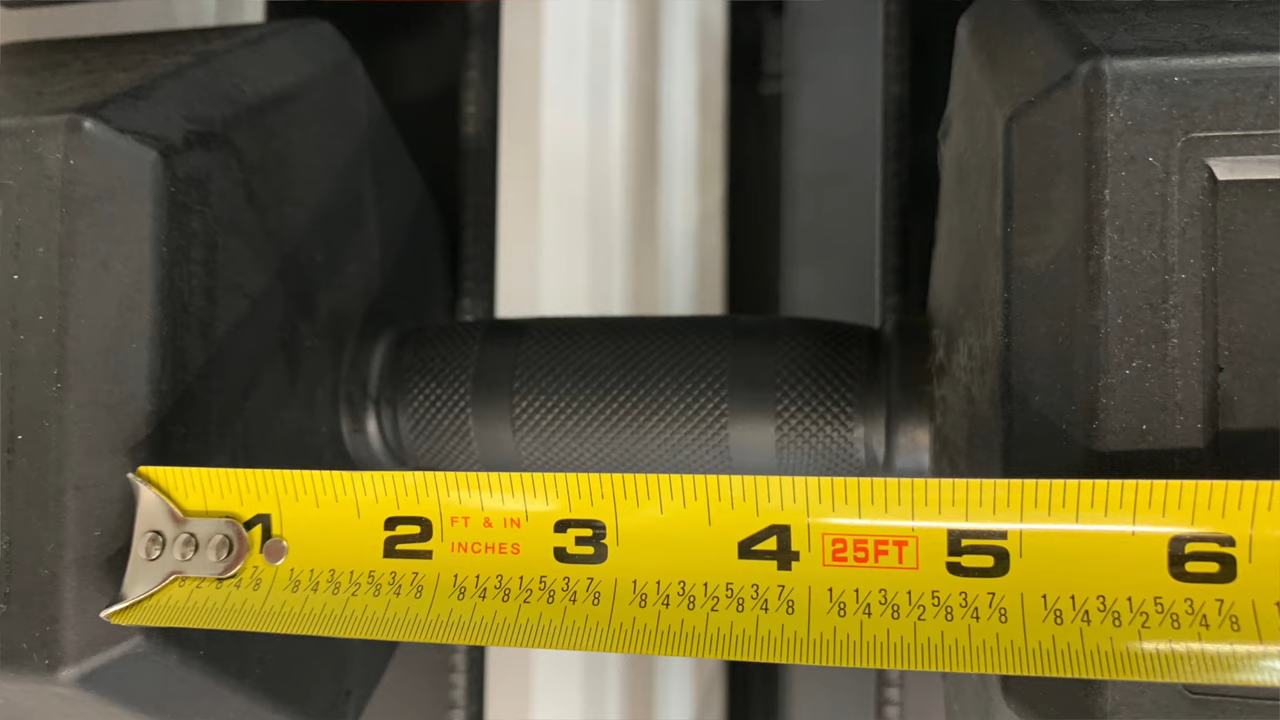 1 2 FT & IN 3 4 25FT 5 6
INCHES
⅛ ¼ ⅜ ½ ⅝ ¾ ⅞ ⅛ ¼ ⅜ ½ ⅝ ¾ ⅞ ⅛ ¼ ⅜ ½ ⅝ ¾ ⅞ ⅛ ¼ ⅜ ½ ⅝ ¾ ⅞ ⅛ ¼ ⅜ ½ ⅝ ¾ ⅞